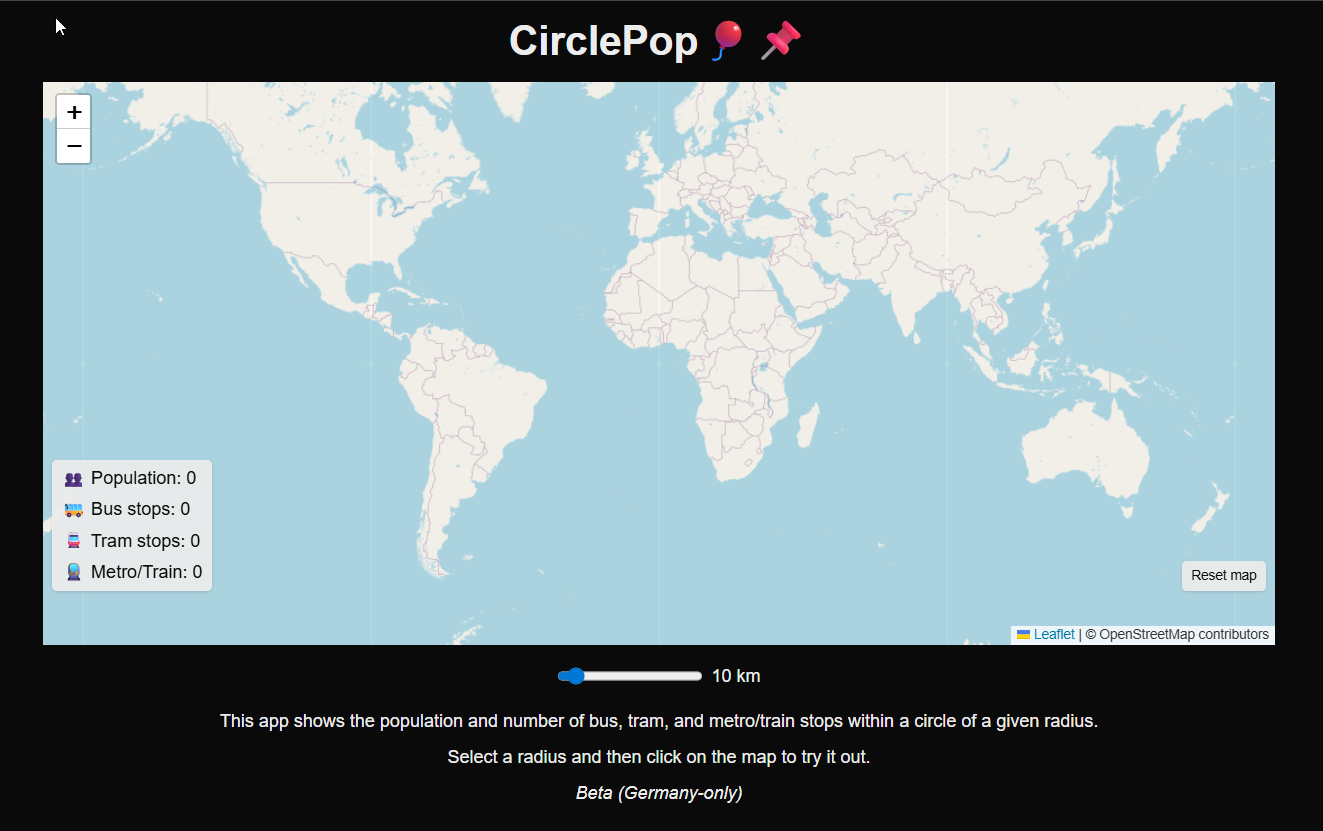 CirclePop 🎈 📌
+
−
👥 Population: 0
🚌 Bus stops: 0
🚊 Tram stops: 0
🚇 Metro/Train: 0
Reset map
Leaflet | © OpenStreetMap contributors
10 km
This app shows the population and number of bus, tram, and metro/train stops within a circle of a given radius.
Select a radius and then click on the map to try it out.
Beta (Germany-only)